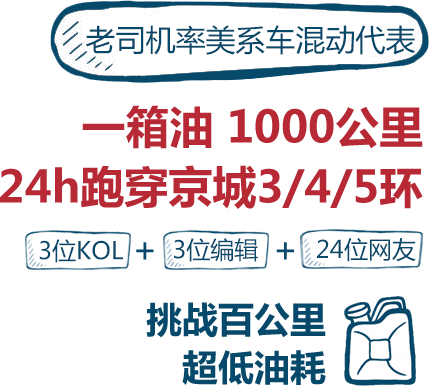 老司机率美系车混动代表
一箱油 1000公里
24h跑穿京城3/4/5环
3位KOL + 3位编辑 + 24位网友
挑战百公里
超低油耗